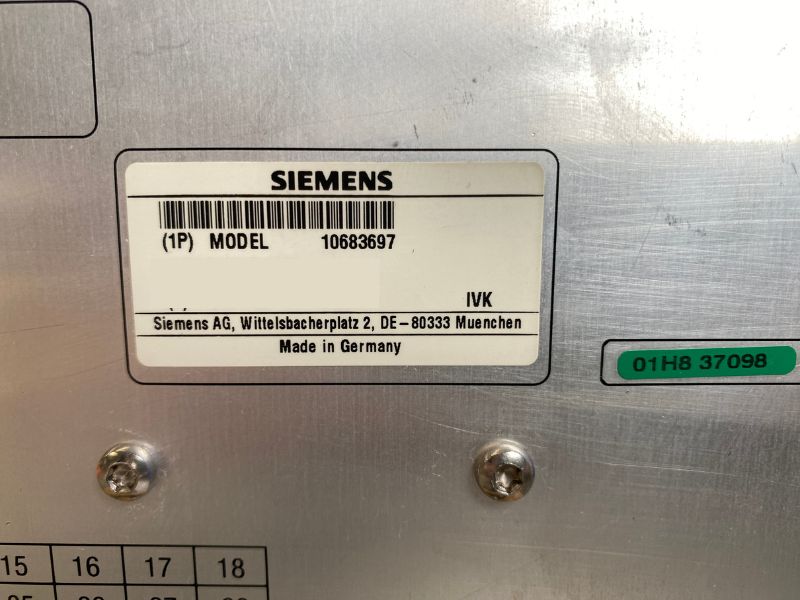 SIEMENS
(1P) MODEL 10683697
IVK
Siemens AG, Wittelsbacherplatz 2, DE-80333 Muenchen
Made in Germany
01H8 37098
15 16 17 18